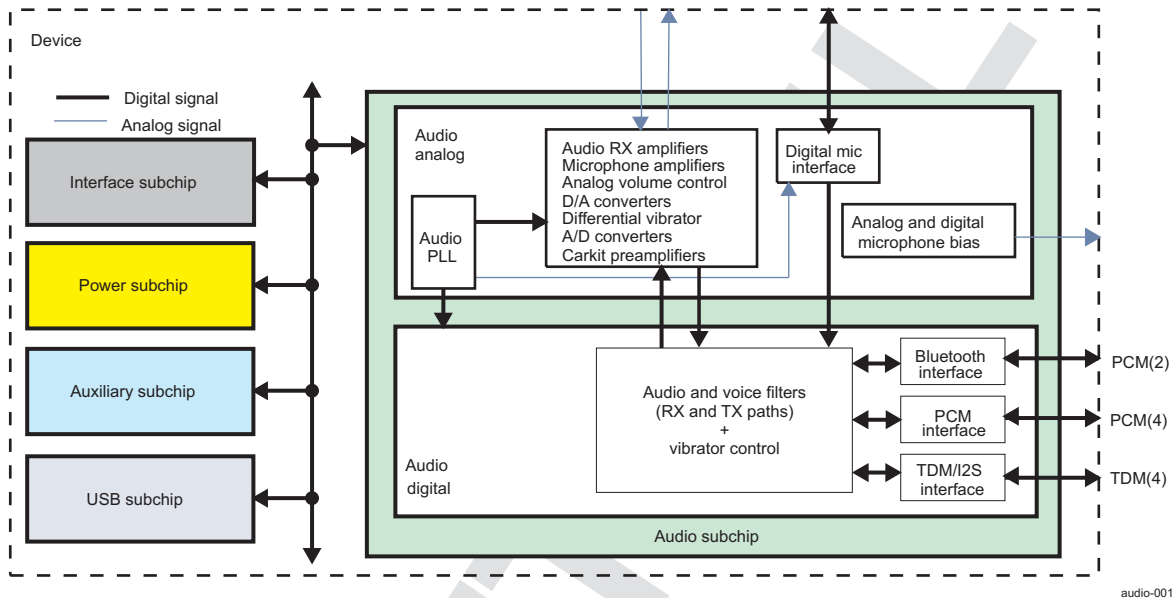 Device
Digital signal
Analog signal
Interface subchip
Power subchip
Auxiliary subchip
USB subchip
Audio
analog
Audio
PLL
Audio RX amplifiers
Microphone amplifiers
Analog volume control
D/A converters
Differential vibrator
A/D converters
Carkit preamplifiers
Digital mic
interface
Analog and digital
microphone bias
Audio and voice filters
(RX and TX paths)
+
vibrator control
Bluetooth
interface
PCM
interface
TDM/I2S
interface
Audio
digital
Audio subchip
PCM(2)
PCM(4)
TDM(4)
audio-001